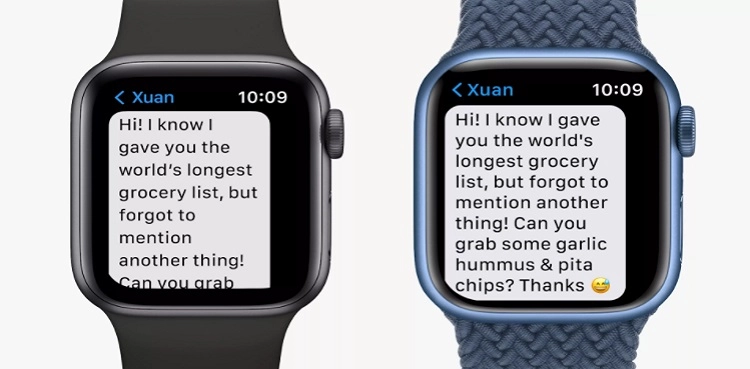 Xuan 10:09
Hi! I know I
gave you the
world's longest
grocery list, but
forgot to
mention
another thing!
Can you grab
Xuan 10:09
Hi! I know I gave
you the world's
longest grocery
list, but forgot to
mention another
thing! Can you
grab some garlic
hummus & pita
chips? Thanks 😅